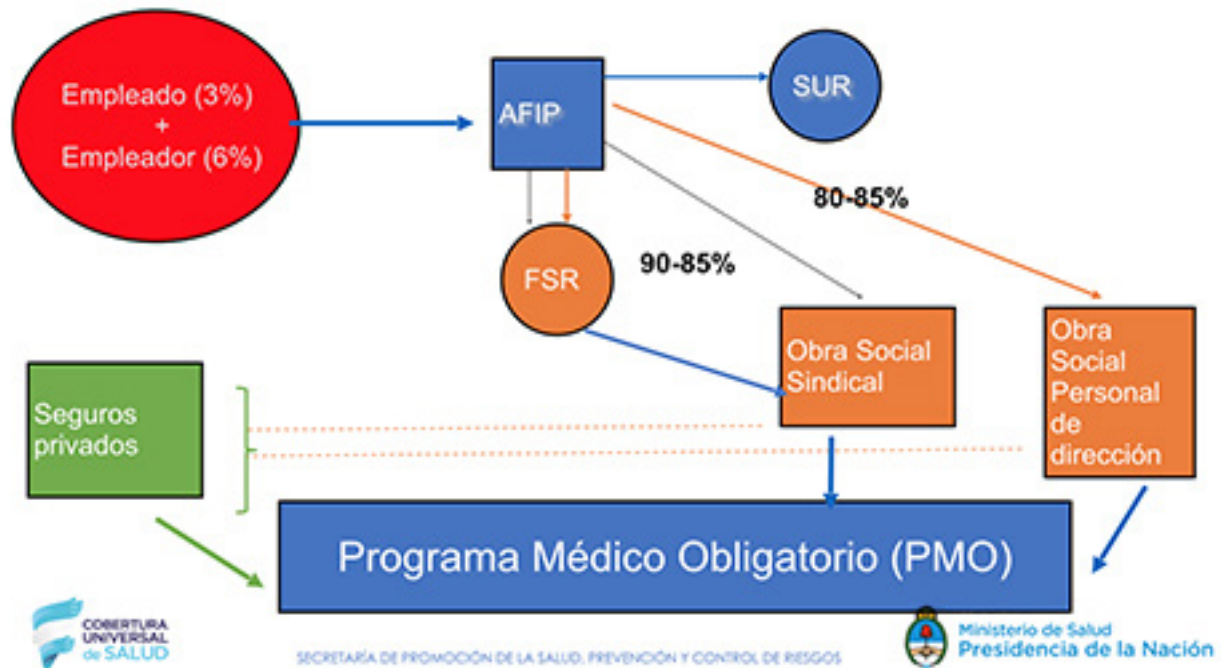 Empleado (3%)
+
Empleador (6%)
AFIP
SUR
80-85%
FSR
90-85%
Obra Social
Sindical
Obra
Social
Personal
de
dirección
Seguros
privados
Programa Médico Obligatorio (PMO)
COBERTURA
UNIVERSAL
de SALUD
SECRETARÍA DE PROMOCIÓN DE LA SALUD, PREVENCIÓN Y CONTROL DE RIESGOS
Ministerio de Salud
Presidencia de la Nación